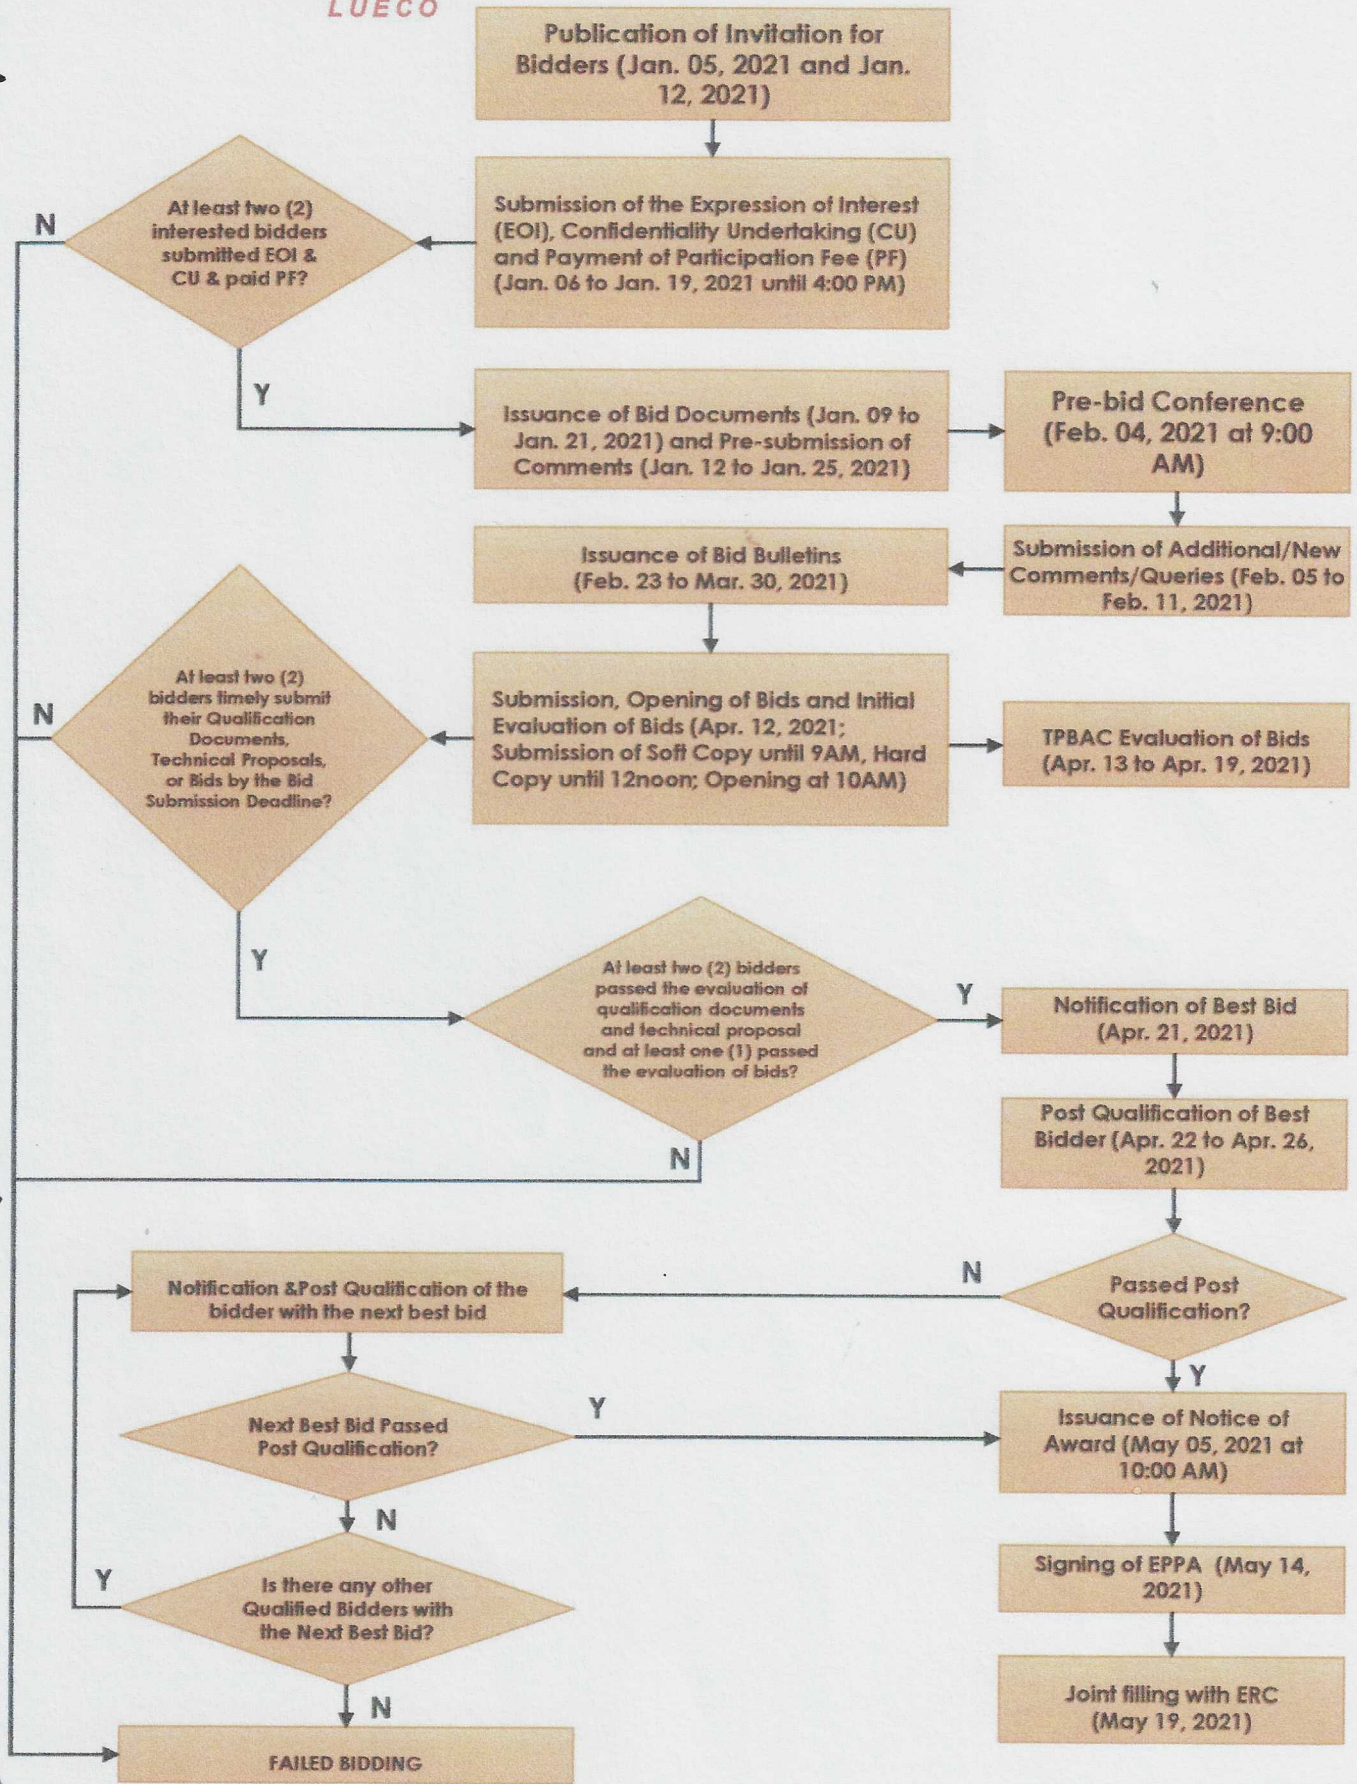 LUECO
Publication of Invitation for
Bidders (Jan. 05, 2021 and Jan.
12, 2021)
At least two (2)
interested bidders
submitted EOI &
CU & paid PF?
N
Submission of the Expression of Interest
(EOI), Confidentiality Undertaking (CU)
and Payment of Participation Fee (PF)
(Jan. 06 to Jan. 19, 2021 until 4:00 PM)
Y
Issuance of Bid Documents (Jan. 09 to
Jan. 21, 2021) and Pre-submission of
Comments (Jan. 12 to Jan. 25, 2021)
Pre-bid Conference
(Feb. 04, 2021 at 9:00
AM)
Issuance of Bid Bulletins
(Feb. 23 to Mar. 30, 2021)
Submission of Additional/New
Comments/Queries (Feb. 05 to
Feb. 11, 2021)
At least two (2)
bidders timely submit
their Qualification
Documents,
Technical Proposals,
or Bids by the Bid
Submission Deadline?
N
Submission, Opening of Bids and Initial
Evaluation of Bids (Apr. 12, 2021;
Submission of Soft Copy until 9AM, Hard
Copy until 12noon; Opening at 10AM)
TPBAC Evaluation of Bids
(Apr. 13 to Apr. 19, 2021)
Y
At least two (2) bidders
passed the evaluation of
qualification documents
and technical proposal
and at least one (1) passed
the evaluation of bids?
Y
Notification of Best Bid
(Apr. 21, 2021)
Post Qualification of Best
Bidder (Apr. 22 to Apr. 26,
2021)
N
Notification &Post Qualification of the
bidder with the next best bid
N
Passed Post
Qualification?
Y
Next Best Bid Passed
Post Qualification?
Y
Issuance of Notice of
Award (May 05, 2021 at
10:00 AM)
N
Is there any other
Qualified Bidders with
the Next Best Bid?
Y
Signing of EPPA (May 14,
2021)
N
Joint filling with ERC
(May 19, 2021)
FAILED BIDDING